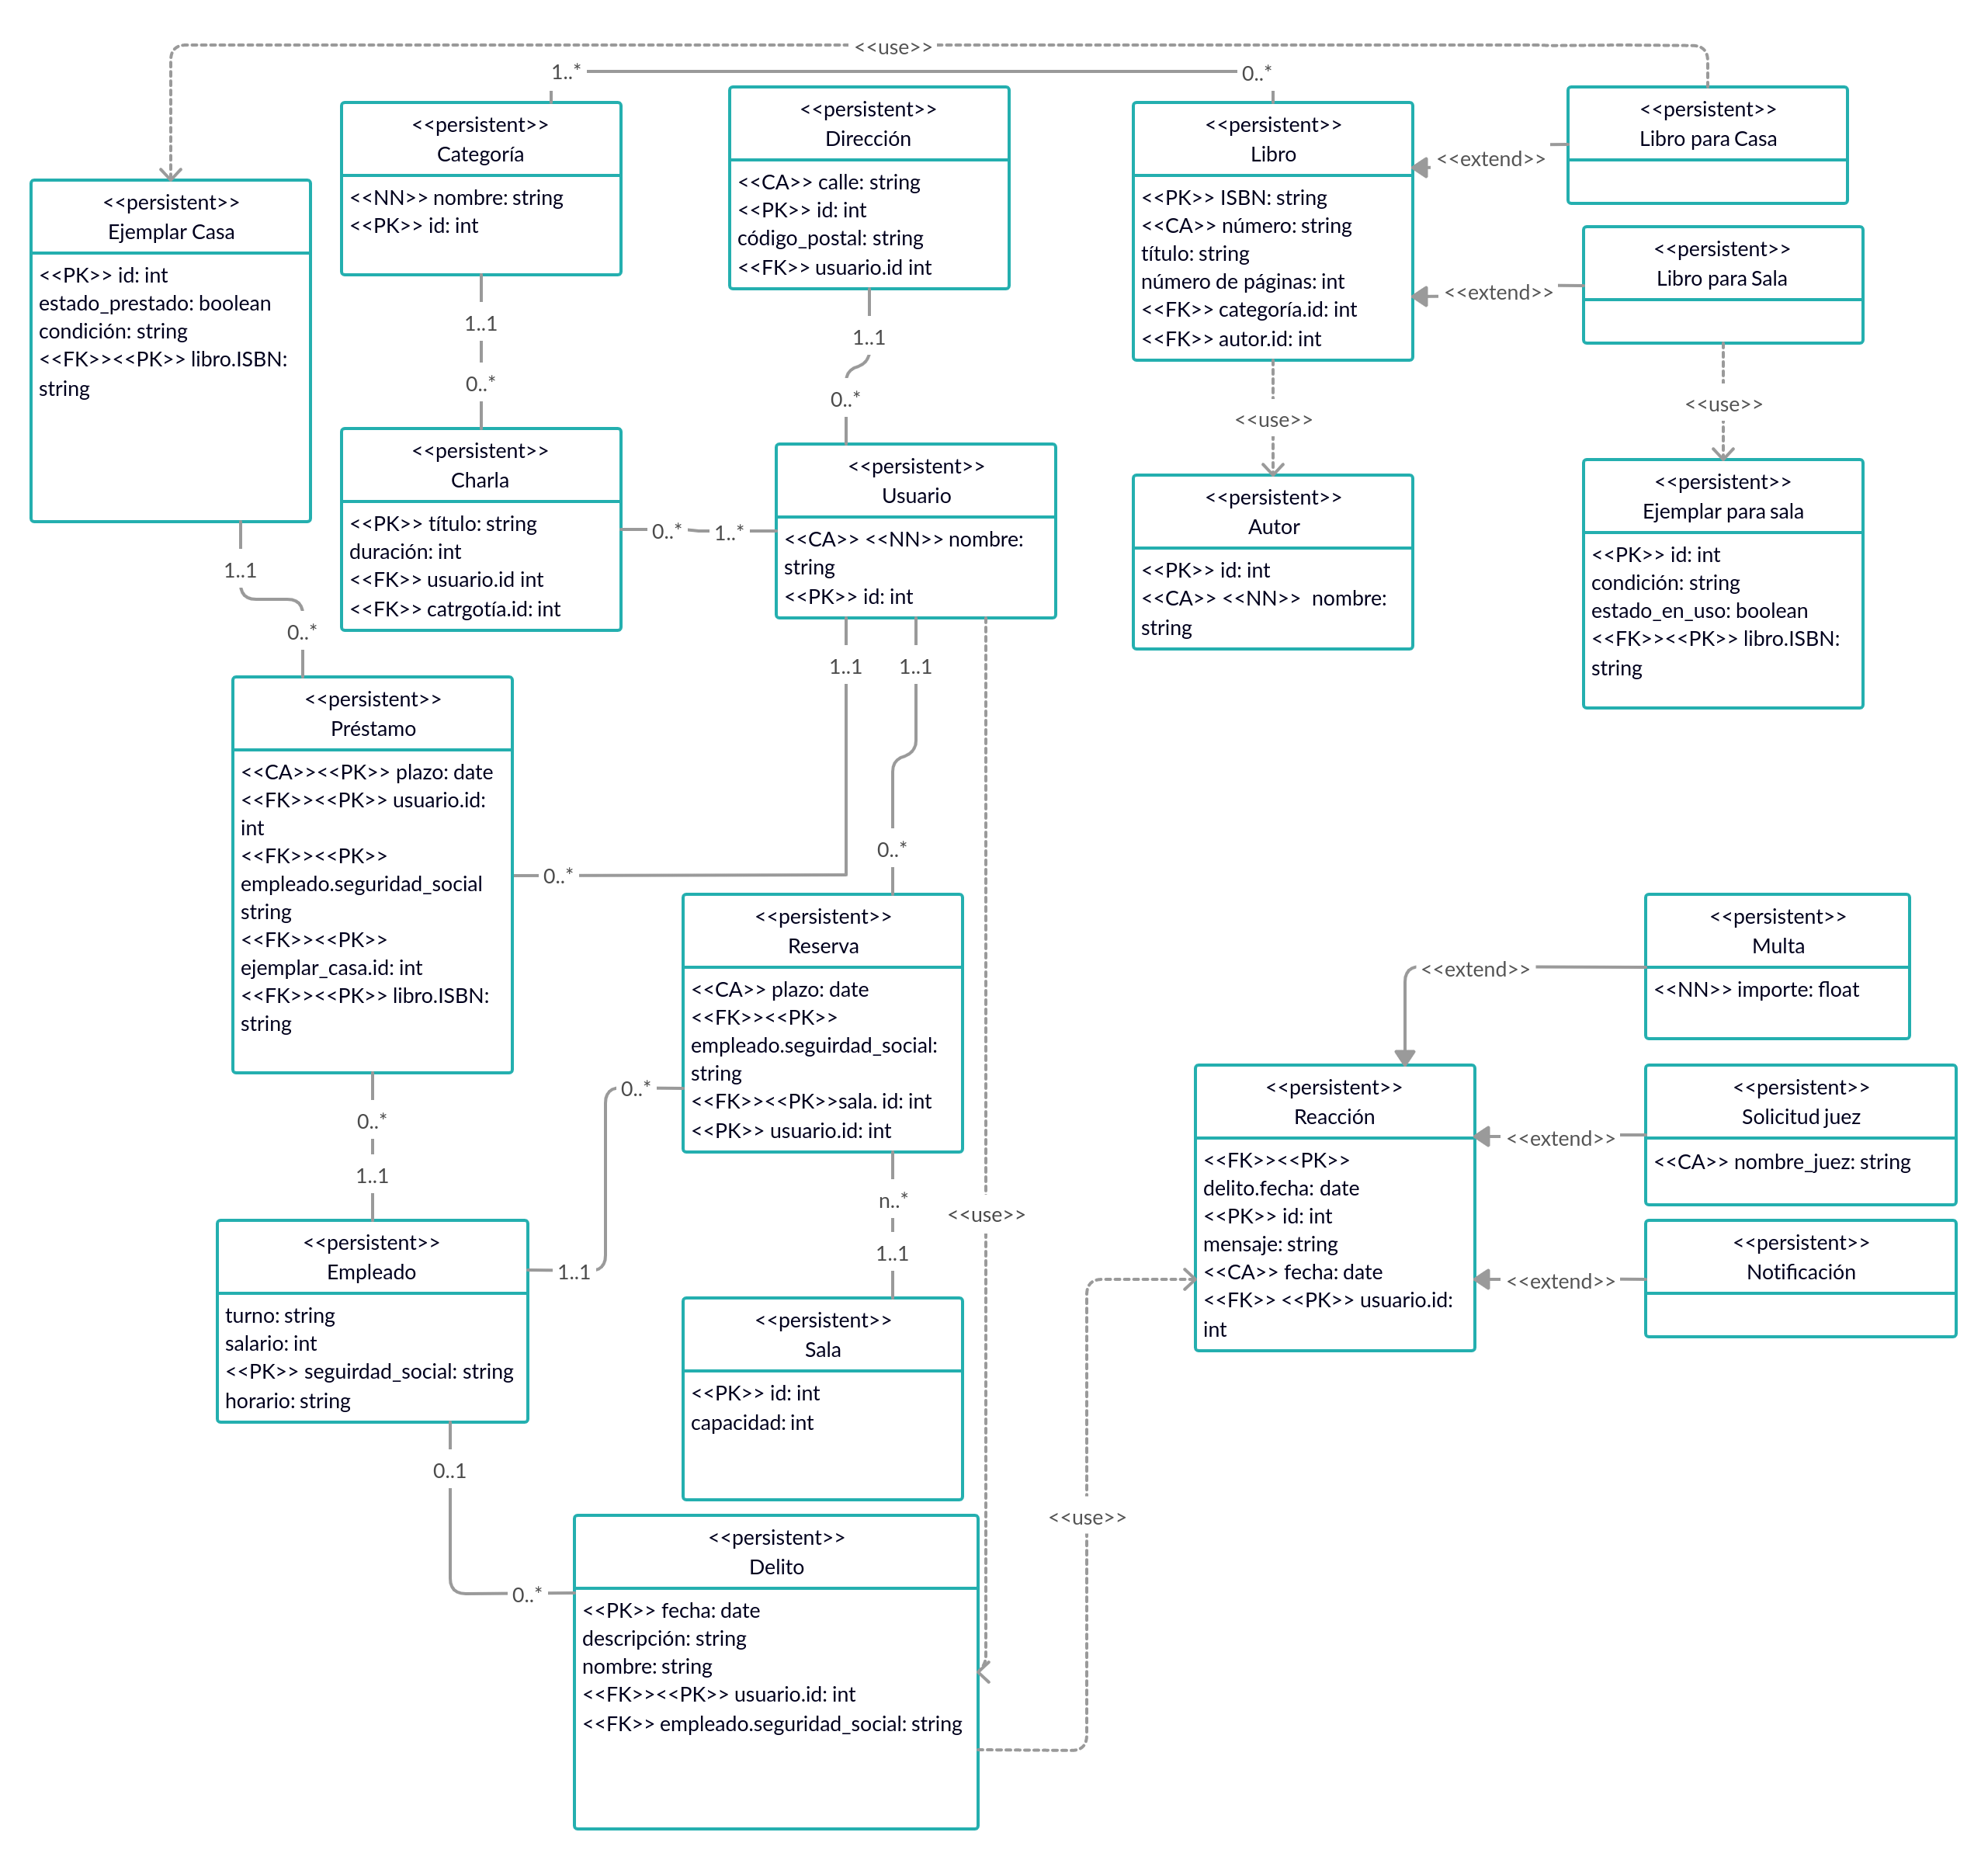 <<use>>
1..*
0..*
<<persistent>>
Categoría
<<NN>> nombre: string
<<PK>> id: int
<<persistent>>
Dirección
<<CA>> calle: string
<<PK>> id: int
código_postal: string
<<FK>> usuario.id int
<<persistent>>
Libro
<<PK>> ISBN: string
<<CA>> número: string
título: string
número de páginas: int
<<FK>> categoría.id: int
<<FK>> autor.id: int
<<extend>>
<<persistent>>
Libro para Casa
<<extend>>
<<persistent>>
Libro para Sala
<<persistent>>
Ejemplar Casa
<<PK>> id: int
estado_prestado: boolean
condición: string
<<FK>><<PK>> libro.ISBN:
string
1..1
0..*
1..1
0..*
<<use>>
<<use>>
<<persistent>>
Charla
<<PK>> título: string
duración: int
<<FK>> usuario.id int
<<FK>> catrgotía.id: int
0..*
1..*
<<persistent>>
Usuario
<<CA>> <<NN>> nombre:
string
<<PK>> id: int
<<persistent>>
Autor
<<PK>> id: int
<<CA>> <<NN>>  nombre:
string
<<persistent>>
Ejemplar para sala
<<PK>> id: int
condición: string
estado_en_uso: boolean
<<FK>><<PK>> libro.ISBN:
string
1..1
0..*
1..1
1..1
<<persistent>>
Préstamo
<<CA>><<PK>> plazo: date
<<FK>><<PK>> usuario.id:
int
<<FK>><<PK>>
empleado.seguridad_social
string
<<FK>><<PK>>
ejemplar_casa.id: int
<<FK>><<PK>> libro.ISBN:
string
0..*
0..*
<<persistent>>
Reserva
<<CA>> plazo: date
<<FK>><<PK>>
empleado.seguirdad_social:
string
<<FK>><<PK>>sala. id: int
<<PK>> usuario.id: int
<<persistent>>
Multa
<<NN>> importe: float
<<extend>>
<<persistent>>
Reacción
<<FK>><<PK>>
delito.fecha: date
<<PK>> id: int
mensaje: string
<<CA>> fecha: date
<<FK>> <<PK>> usuario.id:
int
<<extend>>
<<persistent>>
Solicitud juez
<<CA>> nombre_juez: string
<<extend>>
<<persistent>>
Notificación
0..*
1..1
0..*
1..1
n..*
1..1
<<use>>
<<persistent>>
Empleado
turno: string
salario: int
<<PK>> seguirdad_social: string
horario: string
<<persistent>>
Sala
<<PK>> id: int
capacidad: int
0..1
0..*
<<use>>
<<persistent>>
Delito
<<PK>> fecha: date
descripción: string
nombre: string
<<FK>><<PK>> usuario.id: int
<<FK>> empleado.seguridad_social: string